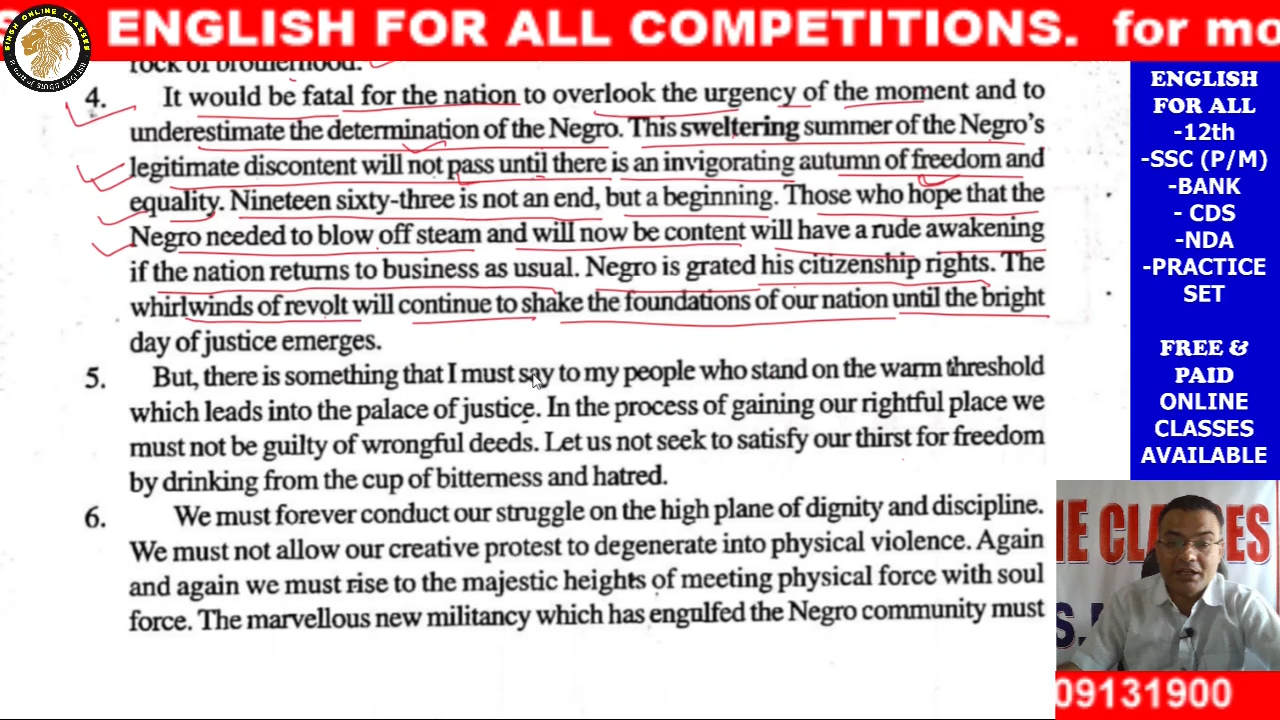 ENGLISH FOR ALL COMPETITIONS. for mo
SINGH ONLINE CLASSES
rock of brotherhood.
4. It would be fatal for the nation to overlook the urgency of the moment and to
underestimate the determination of the Negro. This sweltering summer of the Negro's
legitimate discontent will not pass until there is an invigorating autumn of freedom and
equality. Nineteen sixty-three is not an end, but a beginning. Those who hope that the
Negro needed to blow off steam and will now be content will have a rude awakening
if the nation returns to business as usual. Negro is grated his citizenship rights. The
whirlwinds of revolt will continue to shake the foundations of our nation until the bright
day of justice emerges.
5. But, there is something that I must say to my people who stand on the warm threshold
which leads into the palace of justice. In the process of gaining our rightful place we
must not be guilty of wrongful deeds. Let us not seek to satisfy our thirst for freedom
by drinking from the cup of bitterness and hatred.
6. We must forever conduct our struggle on the high plane of dignity and discipline.
We must not allow our creative protest to degenerate into physical violence. Again
and again we must rise to the majestic heights of meeting physical force with soul
force. The marvellous new militancy which has engulfed the Negro community must
ENGLISH
FOR ALL
-12th
-SSC (P/M)
-BANK
- CDS
-NDA
-PRACTICE
SET
FREE &
PAID
ONLINE
CLASSES
AVAILABLE
NE CLASSES
S.
09131900